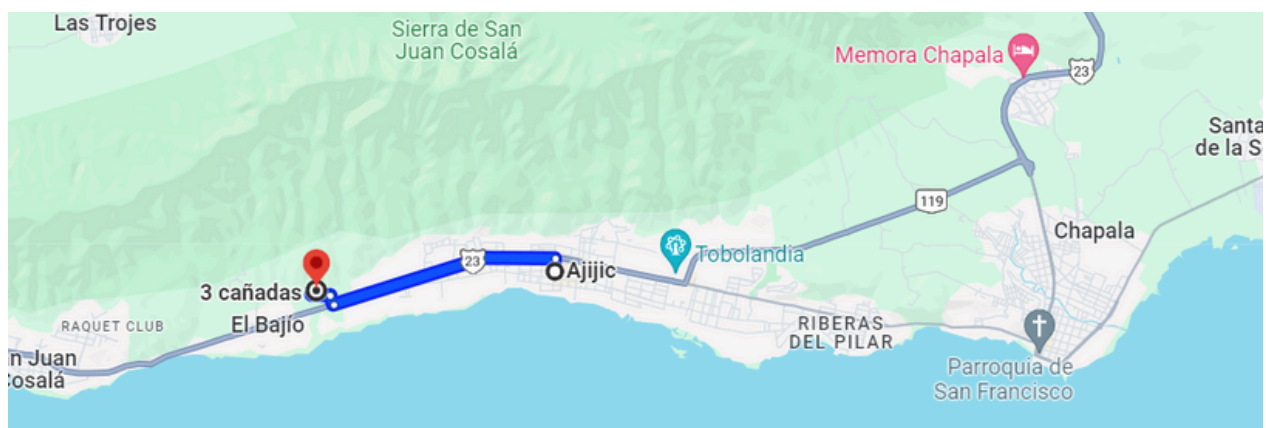 Las Trojes
Sierra de San
Juan Cosalá
Memora Chapala
23
Santa
de la S
119
Chapala
Tobolandia
23
Ajijic
3 cañadas
El Bajío
RAQUET CLUB
RIBERAS
DEL PILAR
n Juan
Cosalá
Parroquia de
San Francisco